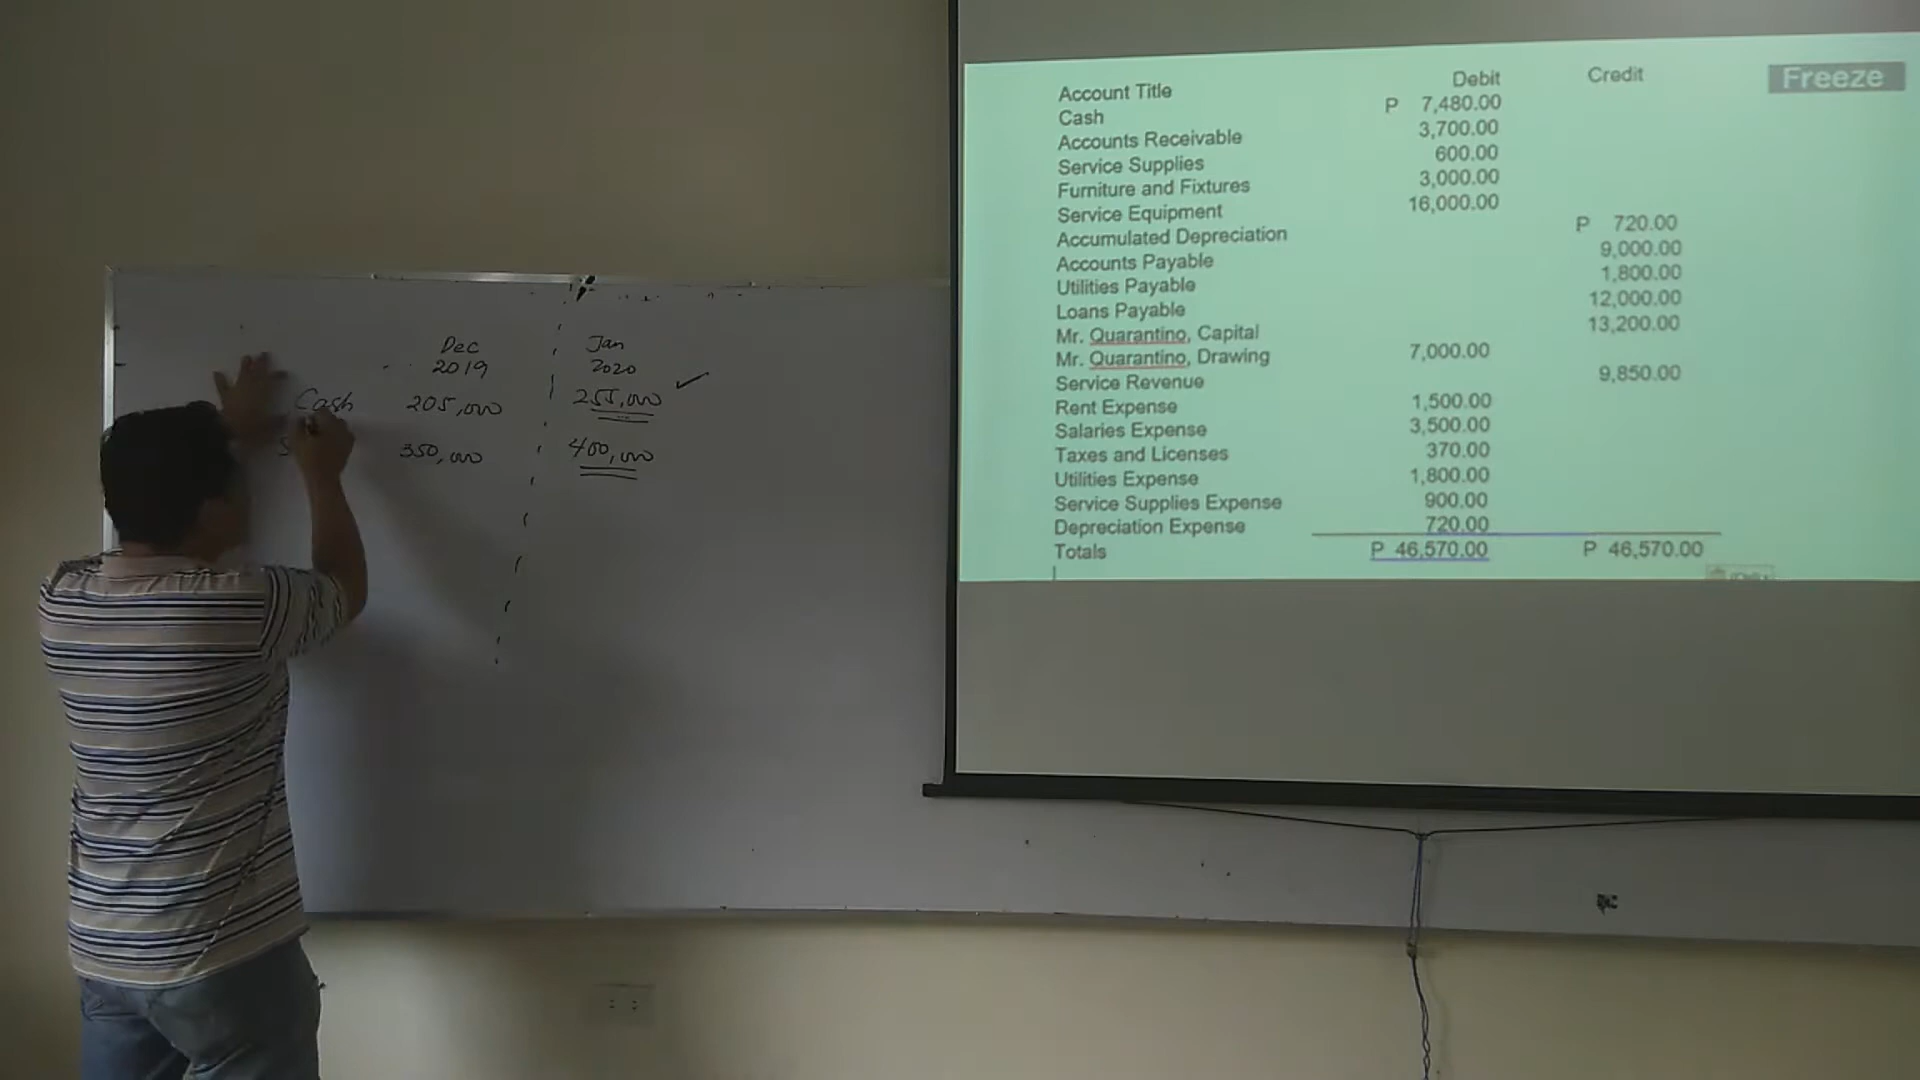 Dec Jan
2019 2020
Cash 205,000 255,000
350,000 400,000
Freeze
Account Title Debit Credit
Cash P 7,480.00
Accounts Receivable 3,700.00
Service Supplies 600.00
Furniture and Fixtures 3,000.00
Service Equipment 16,000.00
Accumulated Depreciation P 720.00
Accounts Payable 9,000.00
Utilities Payable 1,800.00
Loans Payable 12,000.00
Mr. Quarantino, Capital 13,200.00
Mr. Quarantino, Drawing 7,000.00
Service Revenue 9,850.00
Rent Expense 1,500.00
Salaries Expense 3,500.00
Taxes and Licenses 370.00
Utilities Expense 1,800.00
Service Supplies Expense 900.00
Depreciation Expense 720.00
Totals P 46,570.00 P 46,570.00